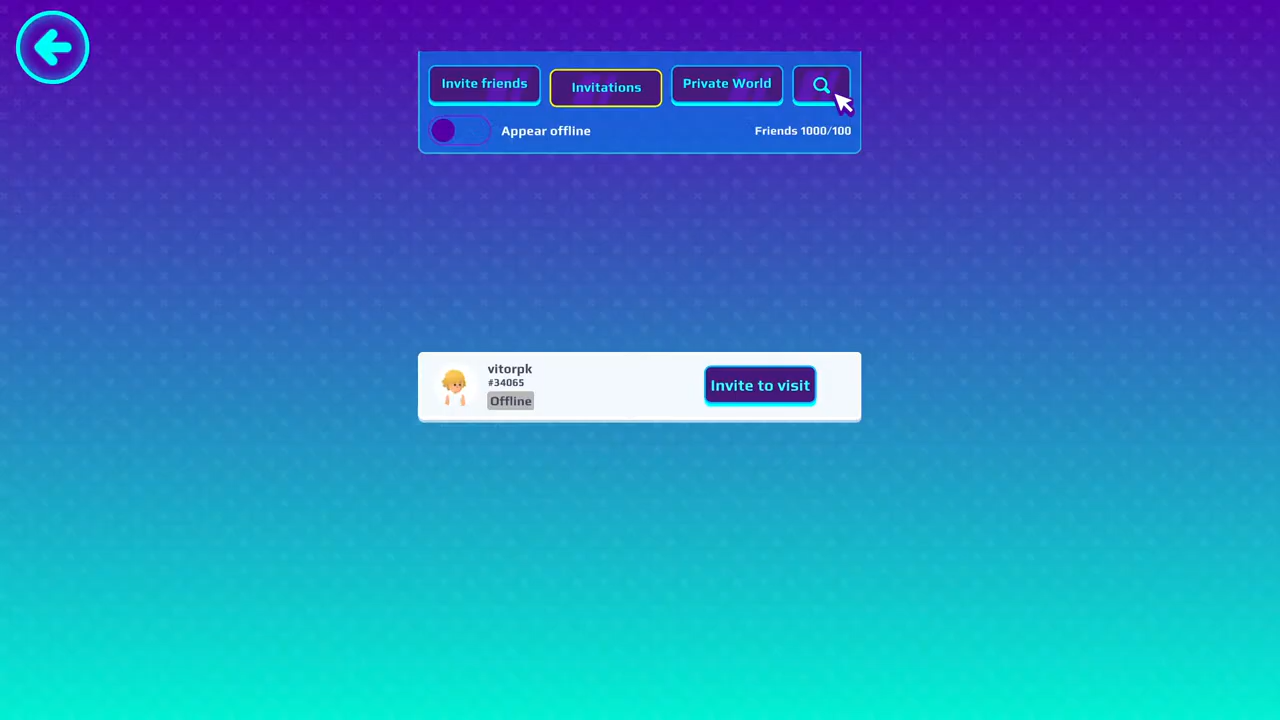 Invite friends
Invitations
Private World
Appear offline
Friends 1000/100
vitorpk
#34065
Offline
Invite to visit